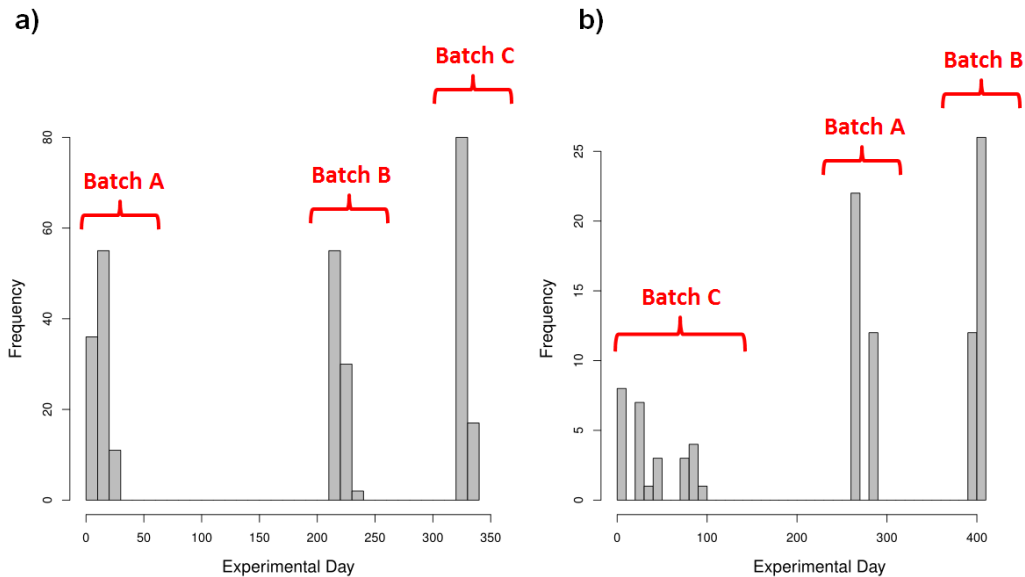 a)
Batch A
Batch B
Batch C
Frequency
0
20
40
60
80
0 50 100 150 200 250 300 350
Experimental Day
b)
Batch C
Batch A
Batch B
Frequency
0
5
10
15
20
25
0 100 200 300 400
Experimental Day